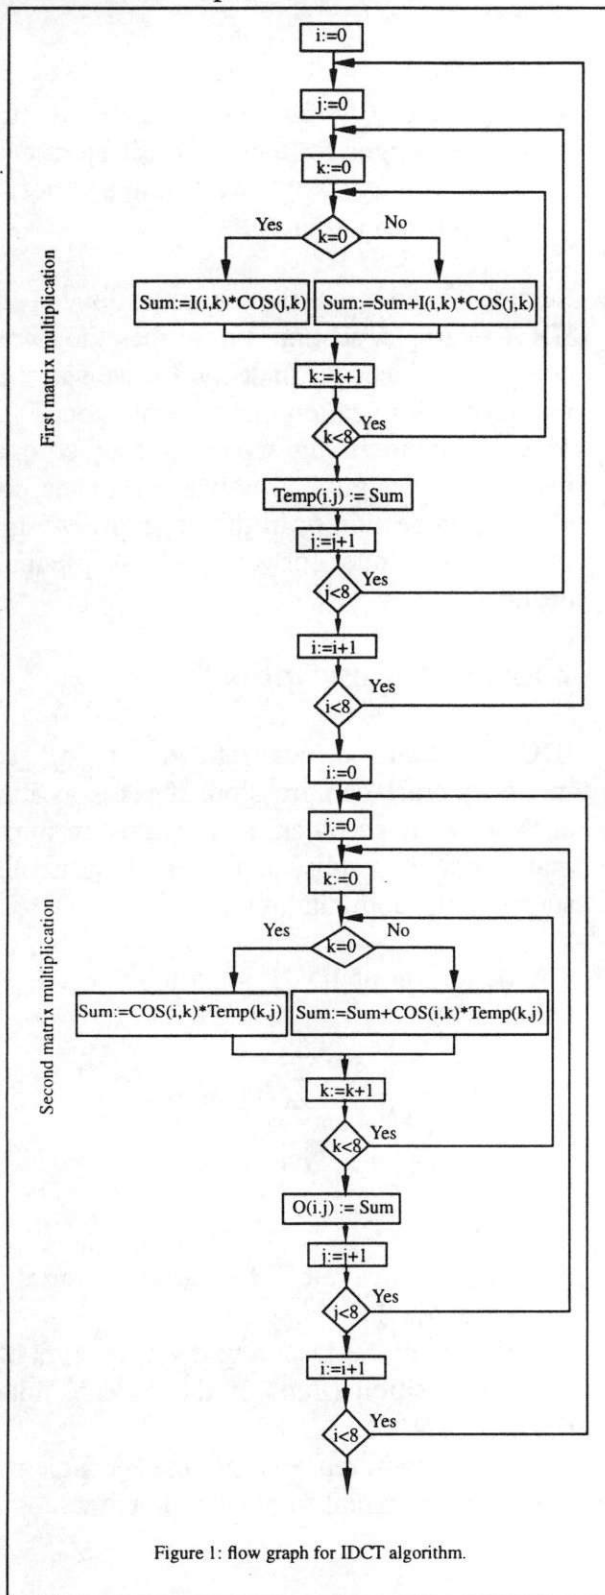 i:=0
j:=0
k:=0
Yes
k=0
No
Sum:=I(i,k)*COS(j,k)
Sum:=Sum+I(i,k)*COS(j,k)
First matrix multiplication
k:=k+1
k<8
Yes
Temp(i.j) := Sum
j:=j+1
j<8
Yes
i:=i+1
i<8
Yes
i:=0
j:=0
k:=0
Yes
k=0
No
Sum:=COS(i,k)*Temp(k,j)
Sum:=Sum+COS(i,k)*Temp(k,j)
Second matrix multiplication
k:=k+1
k<8
Yes
O(i.j) := Sum
j:=j+1
j<8
Yes
i:=i+1
i<8
Yes
Figure 1: flow graph for IDCT algorithm.